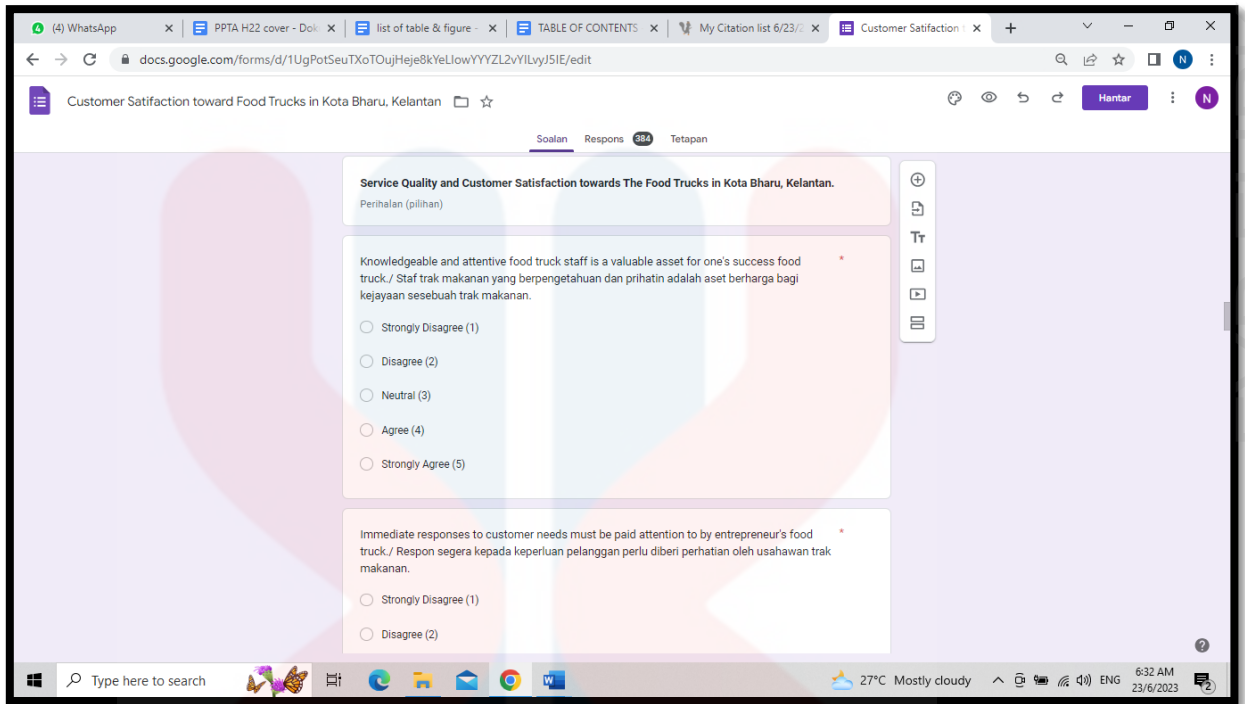 (4) WhatsApp
PPTA H22 cover - Dok
list of table & figure -
TABLE OF CONTENTS
My Citation list 6/23/2
Customer Satifaction
docs.google.com/forms/d/1UgPotSeuTXoTOujHeje8kYeLIowYYYZL2vYILvyJ5IE/edit
N
Customer Satifaction toward Food Trucks in Kota Bharu, Kelantan
Hantar
N
Soalan Respons 384 Tetapan
Service Quality and Customer Satisfaction towards The Food Trucks in Kota Bharu, Kelantan.
Perihalan (pilihan)
Knowledgeable and attentive food truck staff is a valuable asset for one's success food *
truck./ Staf trak makanan yang berpengetahuan dan prihatin adalah aset berharga bagi
kejayaan sesebuah trak makanan.
Strongly Disagree (1)
Disagree (2)
Neutral (3)
Agree (4)
Strongly Agree (5)
Tт
Immediate responses to customer needs must be paid attention to by entrepreneur's food *
truck./ Respon segera kepada keperluan pelanggan perlu diberi perhatian oleh usahawan trak
makanan.
Strongly Disagree (1)
Disagree (2)
Type here to search
27°C Mostly cloudy
ENG
6:32 AM
23/6/2023
2